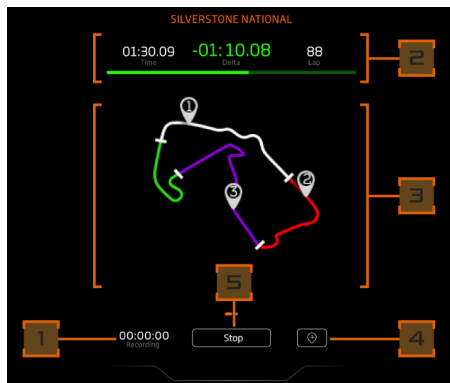 SILVERSTONE NATIONAL
01:30.09 -01:10.08 88
Time Delta Lap
2
1
2
3
3
5
1
00:00:00
Recording
Stop
4